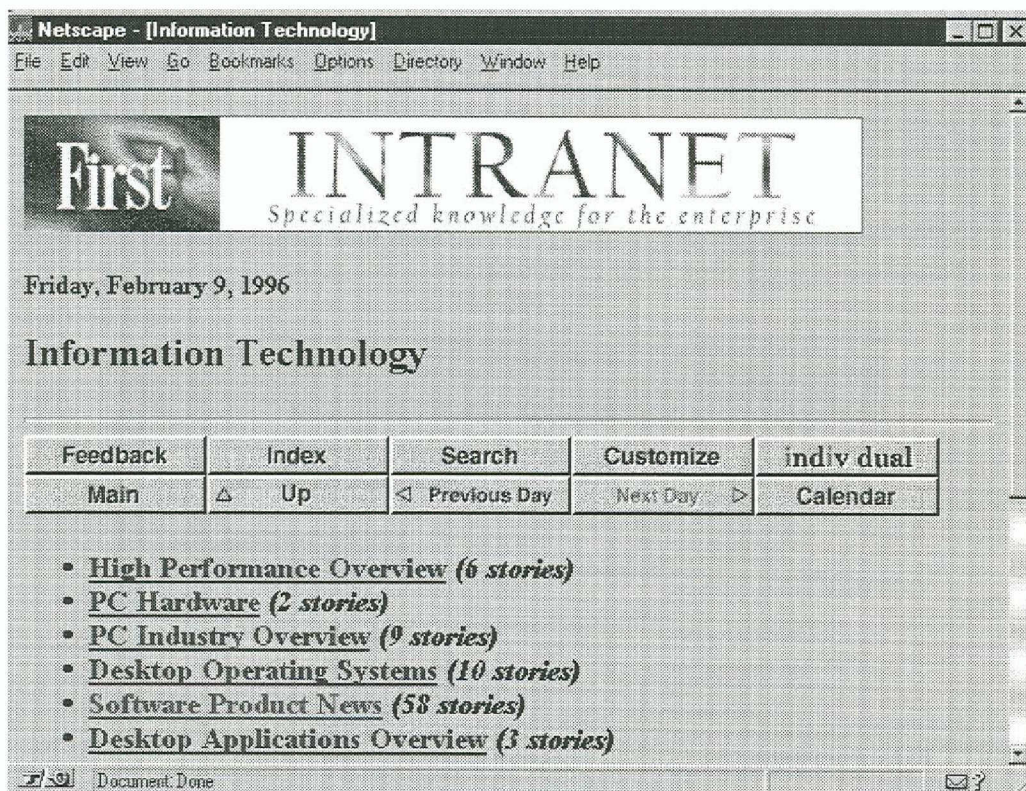 Netscape - [Information Technology]
File Edit View Go Bookmarks Options Directory Window Help
First INTRANET
Specialized knowledge for the enterprise
Friday, February 9, 1996
Information Technology
Feedback Index Search Customize indiv dual
Main Up Previous Day Next Day Calendar
• High Performance Overview (6 stories)
• PC Hardware (2 stories)
• PC Industry Overview (9 stories)
• Desktop Operating Systems (10 stories)
• Software Product News (58 stories)
• Desktop Applications Overview (3 stories)
Document: Done